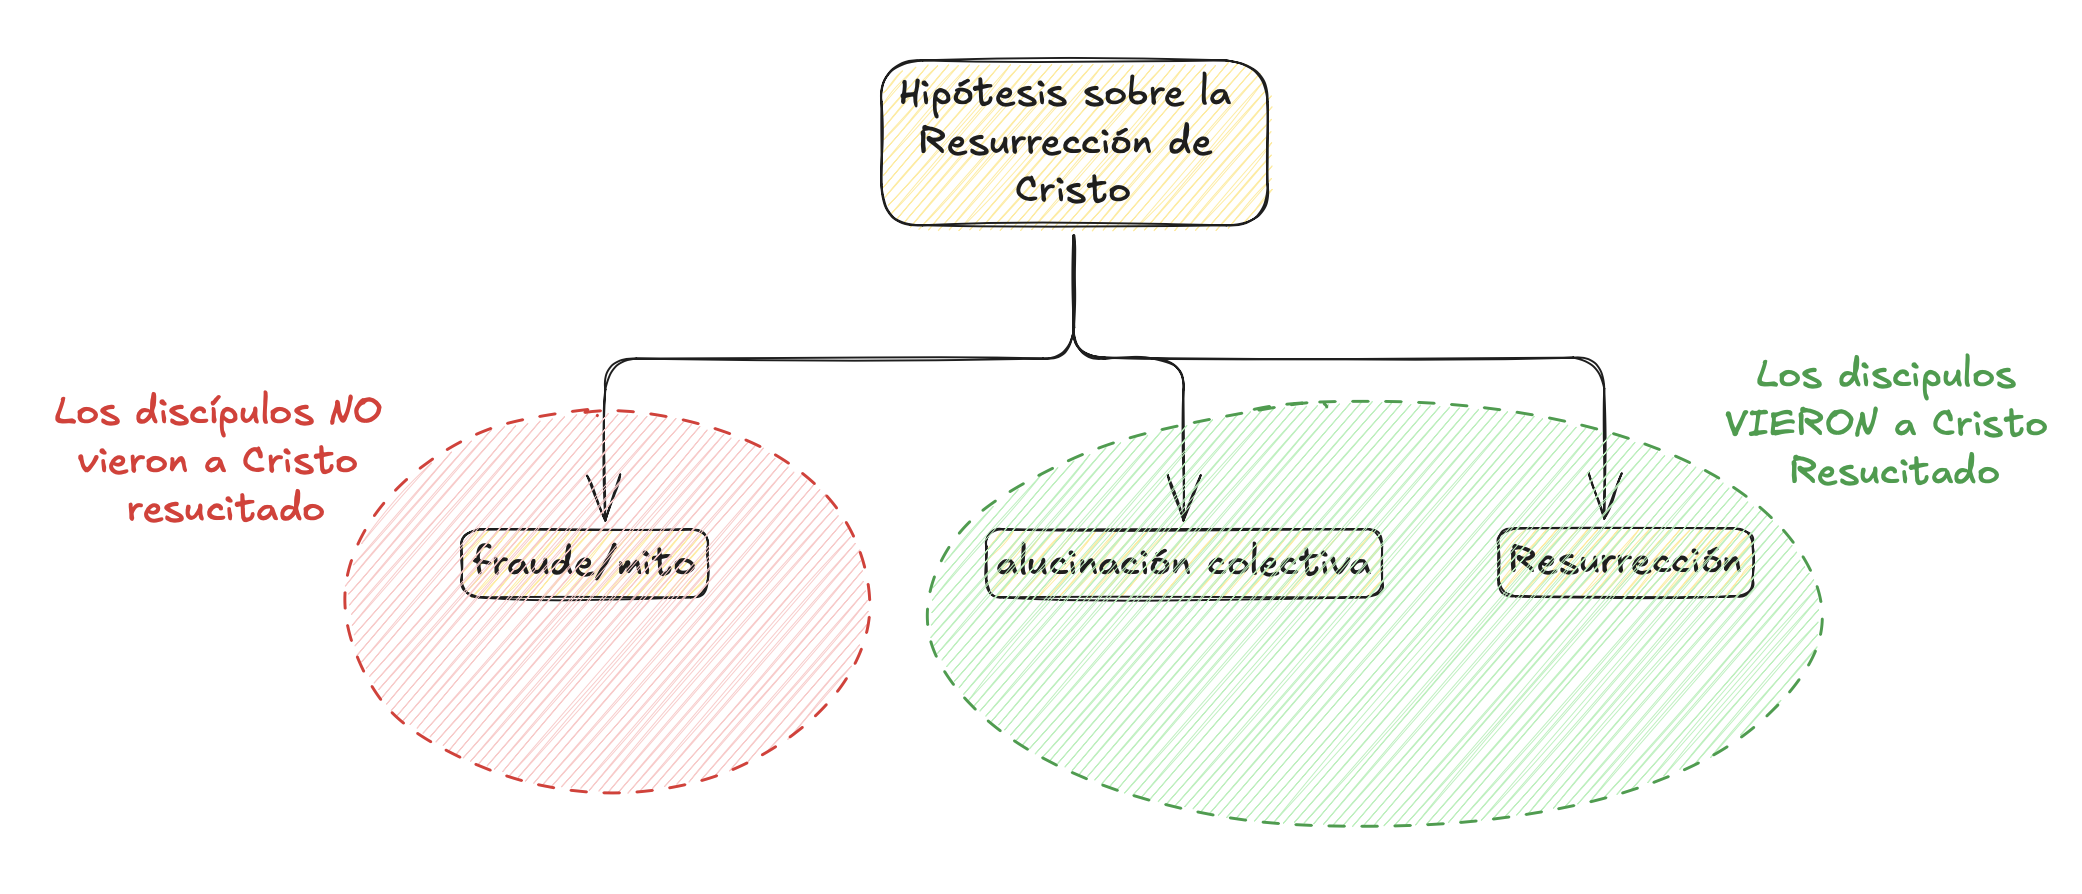 Hipótesis sobre la
Resurrección de
Cristo
Los discípulos NO
vieron a Cristo
resucitado
Los discipulos
VIERON a Cristo
Resucitado
fraude/mito
alucinación colectiva
Resurrección